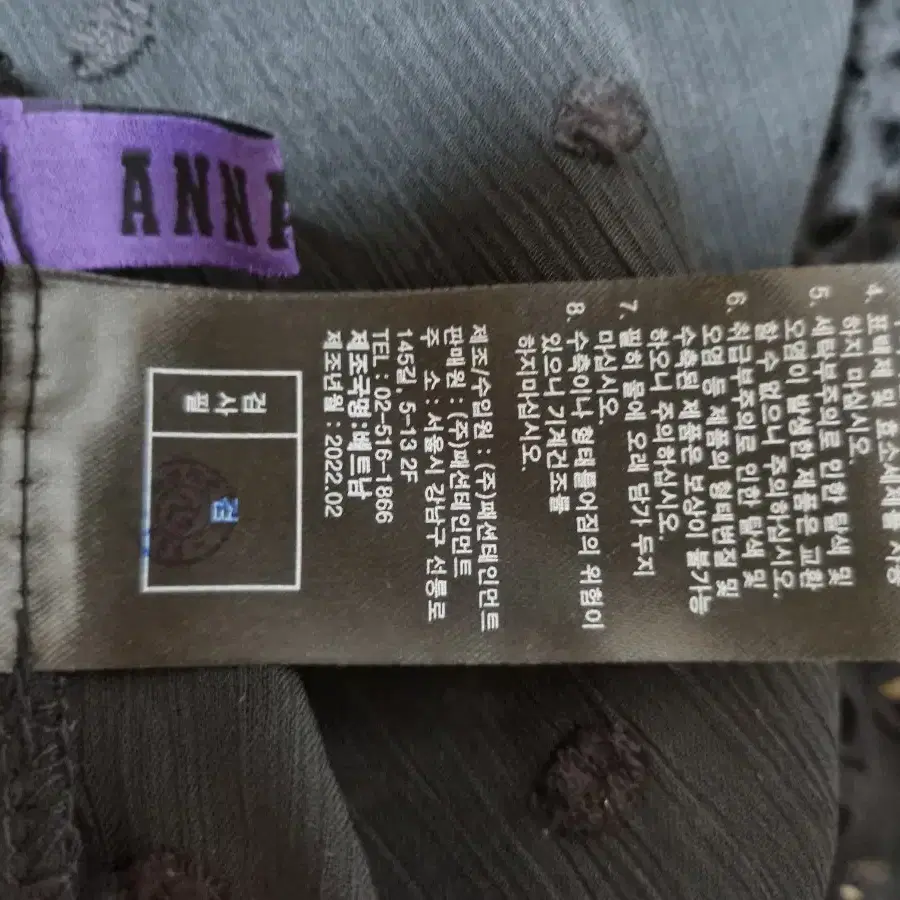 ANNA
4. 표백제 및 효소세제를 사용
하지 마십시오.
5. 세탁부주의로 인한 탈색 및
오염이 발생한 제품은 교환
할 수 없으니 주의하십시오.
6. 취급부주의로 인한 탈색 및
오염 등 제품의 형태변질 및
수축된 제품은 보상이 불가능
하오니 주의하십시오.
7. 필히 물에 오래 담가 두지
마십시오.
8. 수축이나 형태틀어짐의 위험이
있으니 기계건조를
하지마십시오.
제조/수입원 : (주)패션테인먼트
판매원 : (주)패션테인먼트
주 소 : 서울시 강남구 선릉로
145길, 5-13 2F
TEL : 02-516-1866
제조국명:베트남
제조년월 : 2022.02
검사필
검